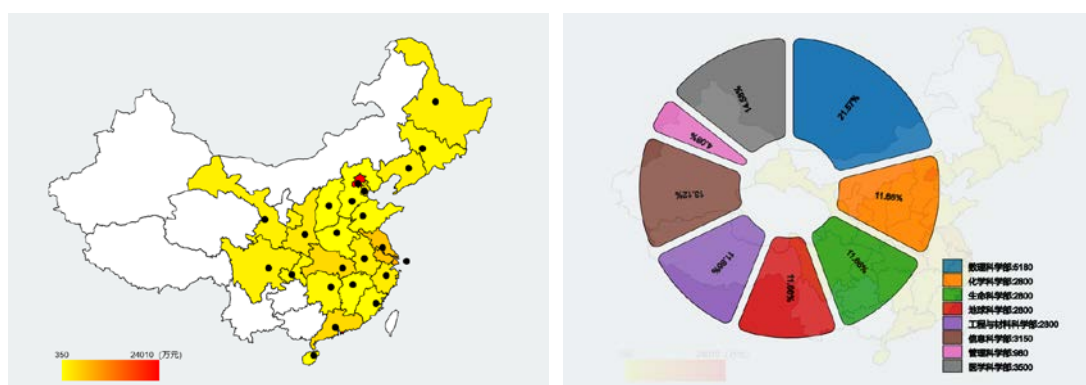 350
24010 (万元)
21.57%
11.66%
11.66%
11.66%
11.66%
13.12%
4.08%
14.58%
数理科学部:5180
化学科学部:2800
生命科学部:2800
地球科学部:2800
工程与材料科学部:2800
信息科学部:3150
管理科学部:980
医学科学部:3500